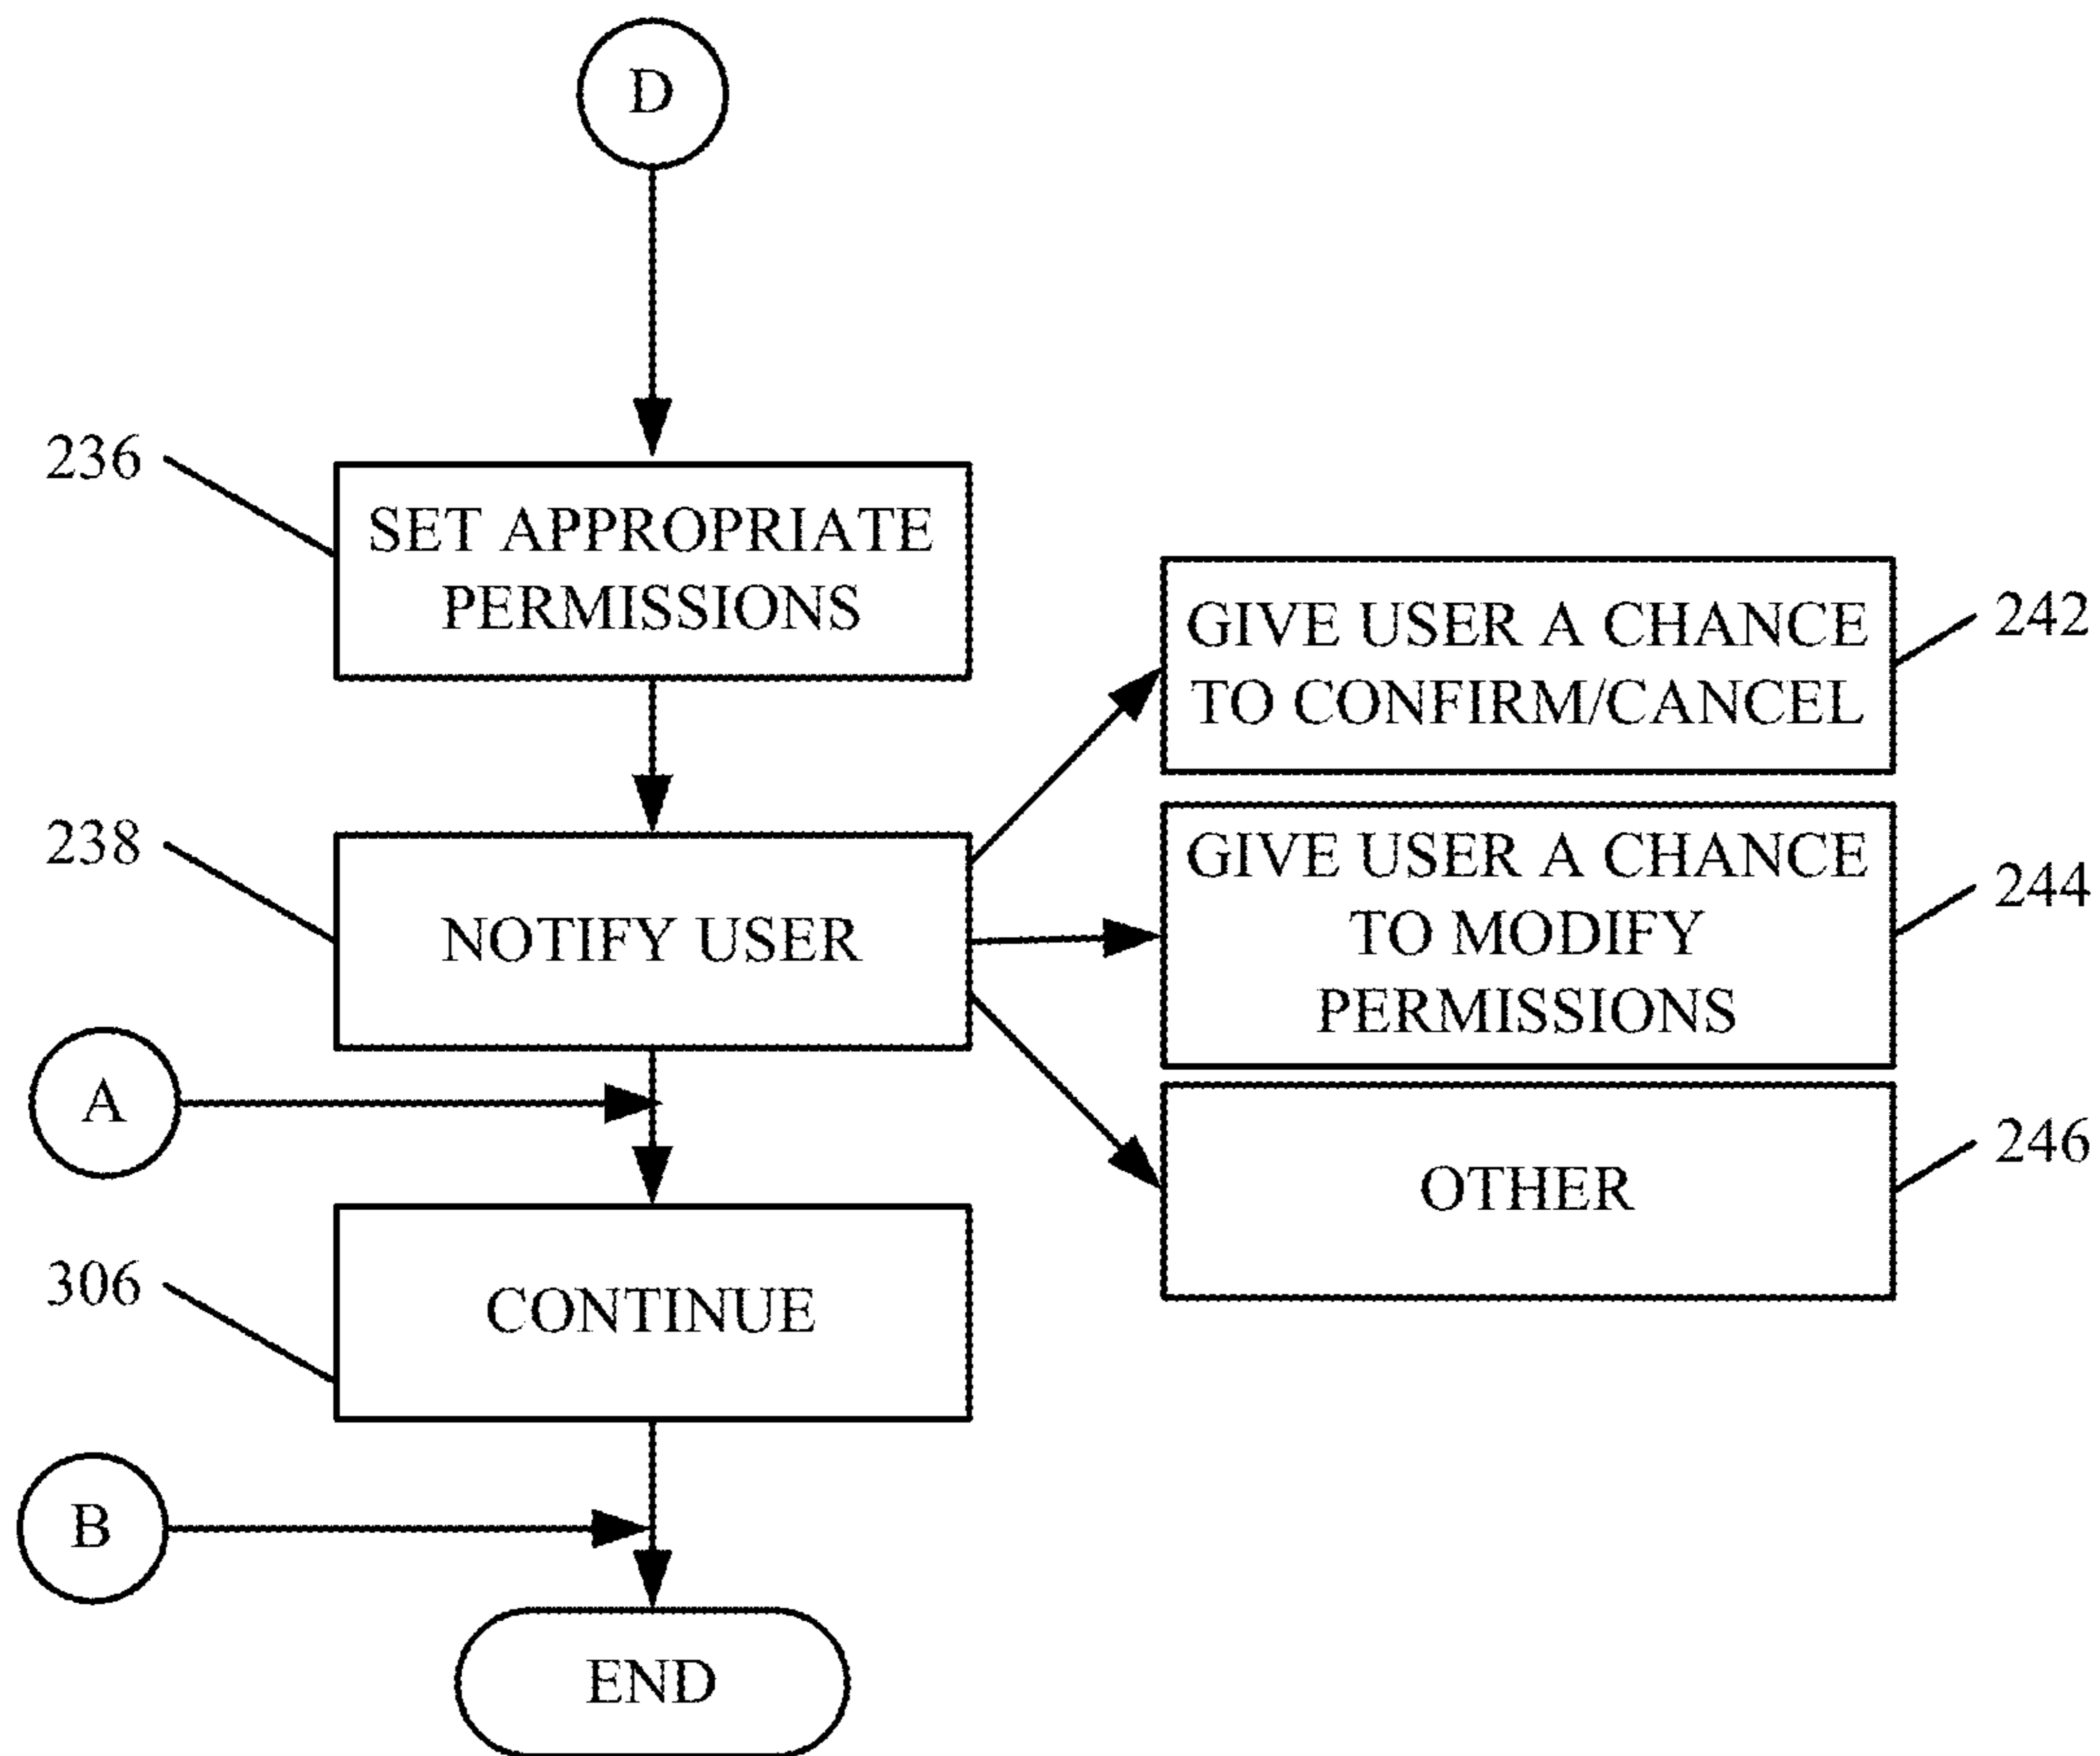 D
236
SET APPROPRIATE
PERMISSIONS
GIVE USER A CHANCE
TO CONFIRM/CANCEL
242
238
NOTIFY USER
GIVE USER A CHANCE
TO MODIFY
PERMISSIONS
244
A
OTHER
246
306
CONTINUE
B
END